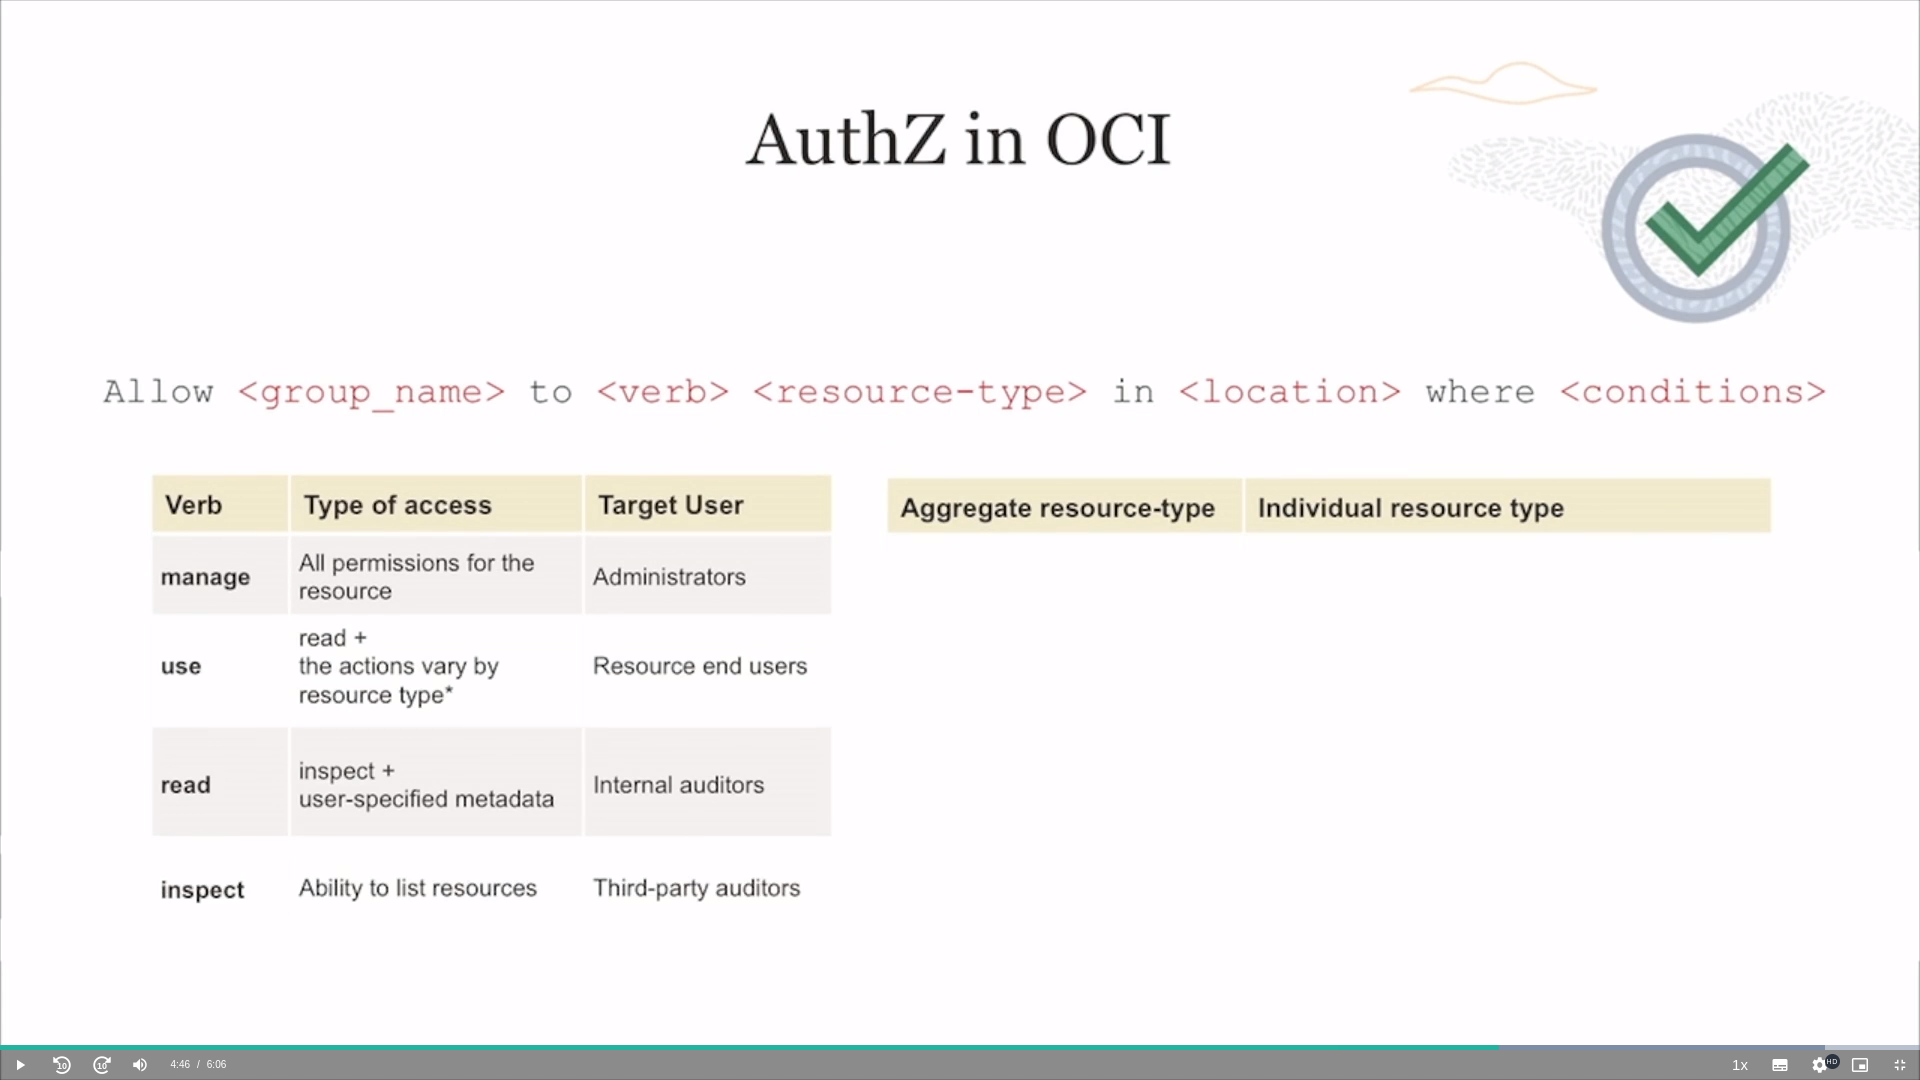 AuthZ in OCI
Allow <group_name> to <verb> <resource-type> in <location> where <conditions>
Verb Type of access Target User
manage All permissions for the
resource Administrators
use read +
the actions vary by
resource type* Resource end users
read inspect +
user-specified metadata Internal auditors
inspect Ability to list resources Third-party auditors
Aggregate resource-type Individual resource type
10 10 4:46 / 6:06 1x HD